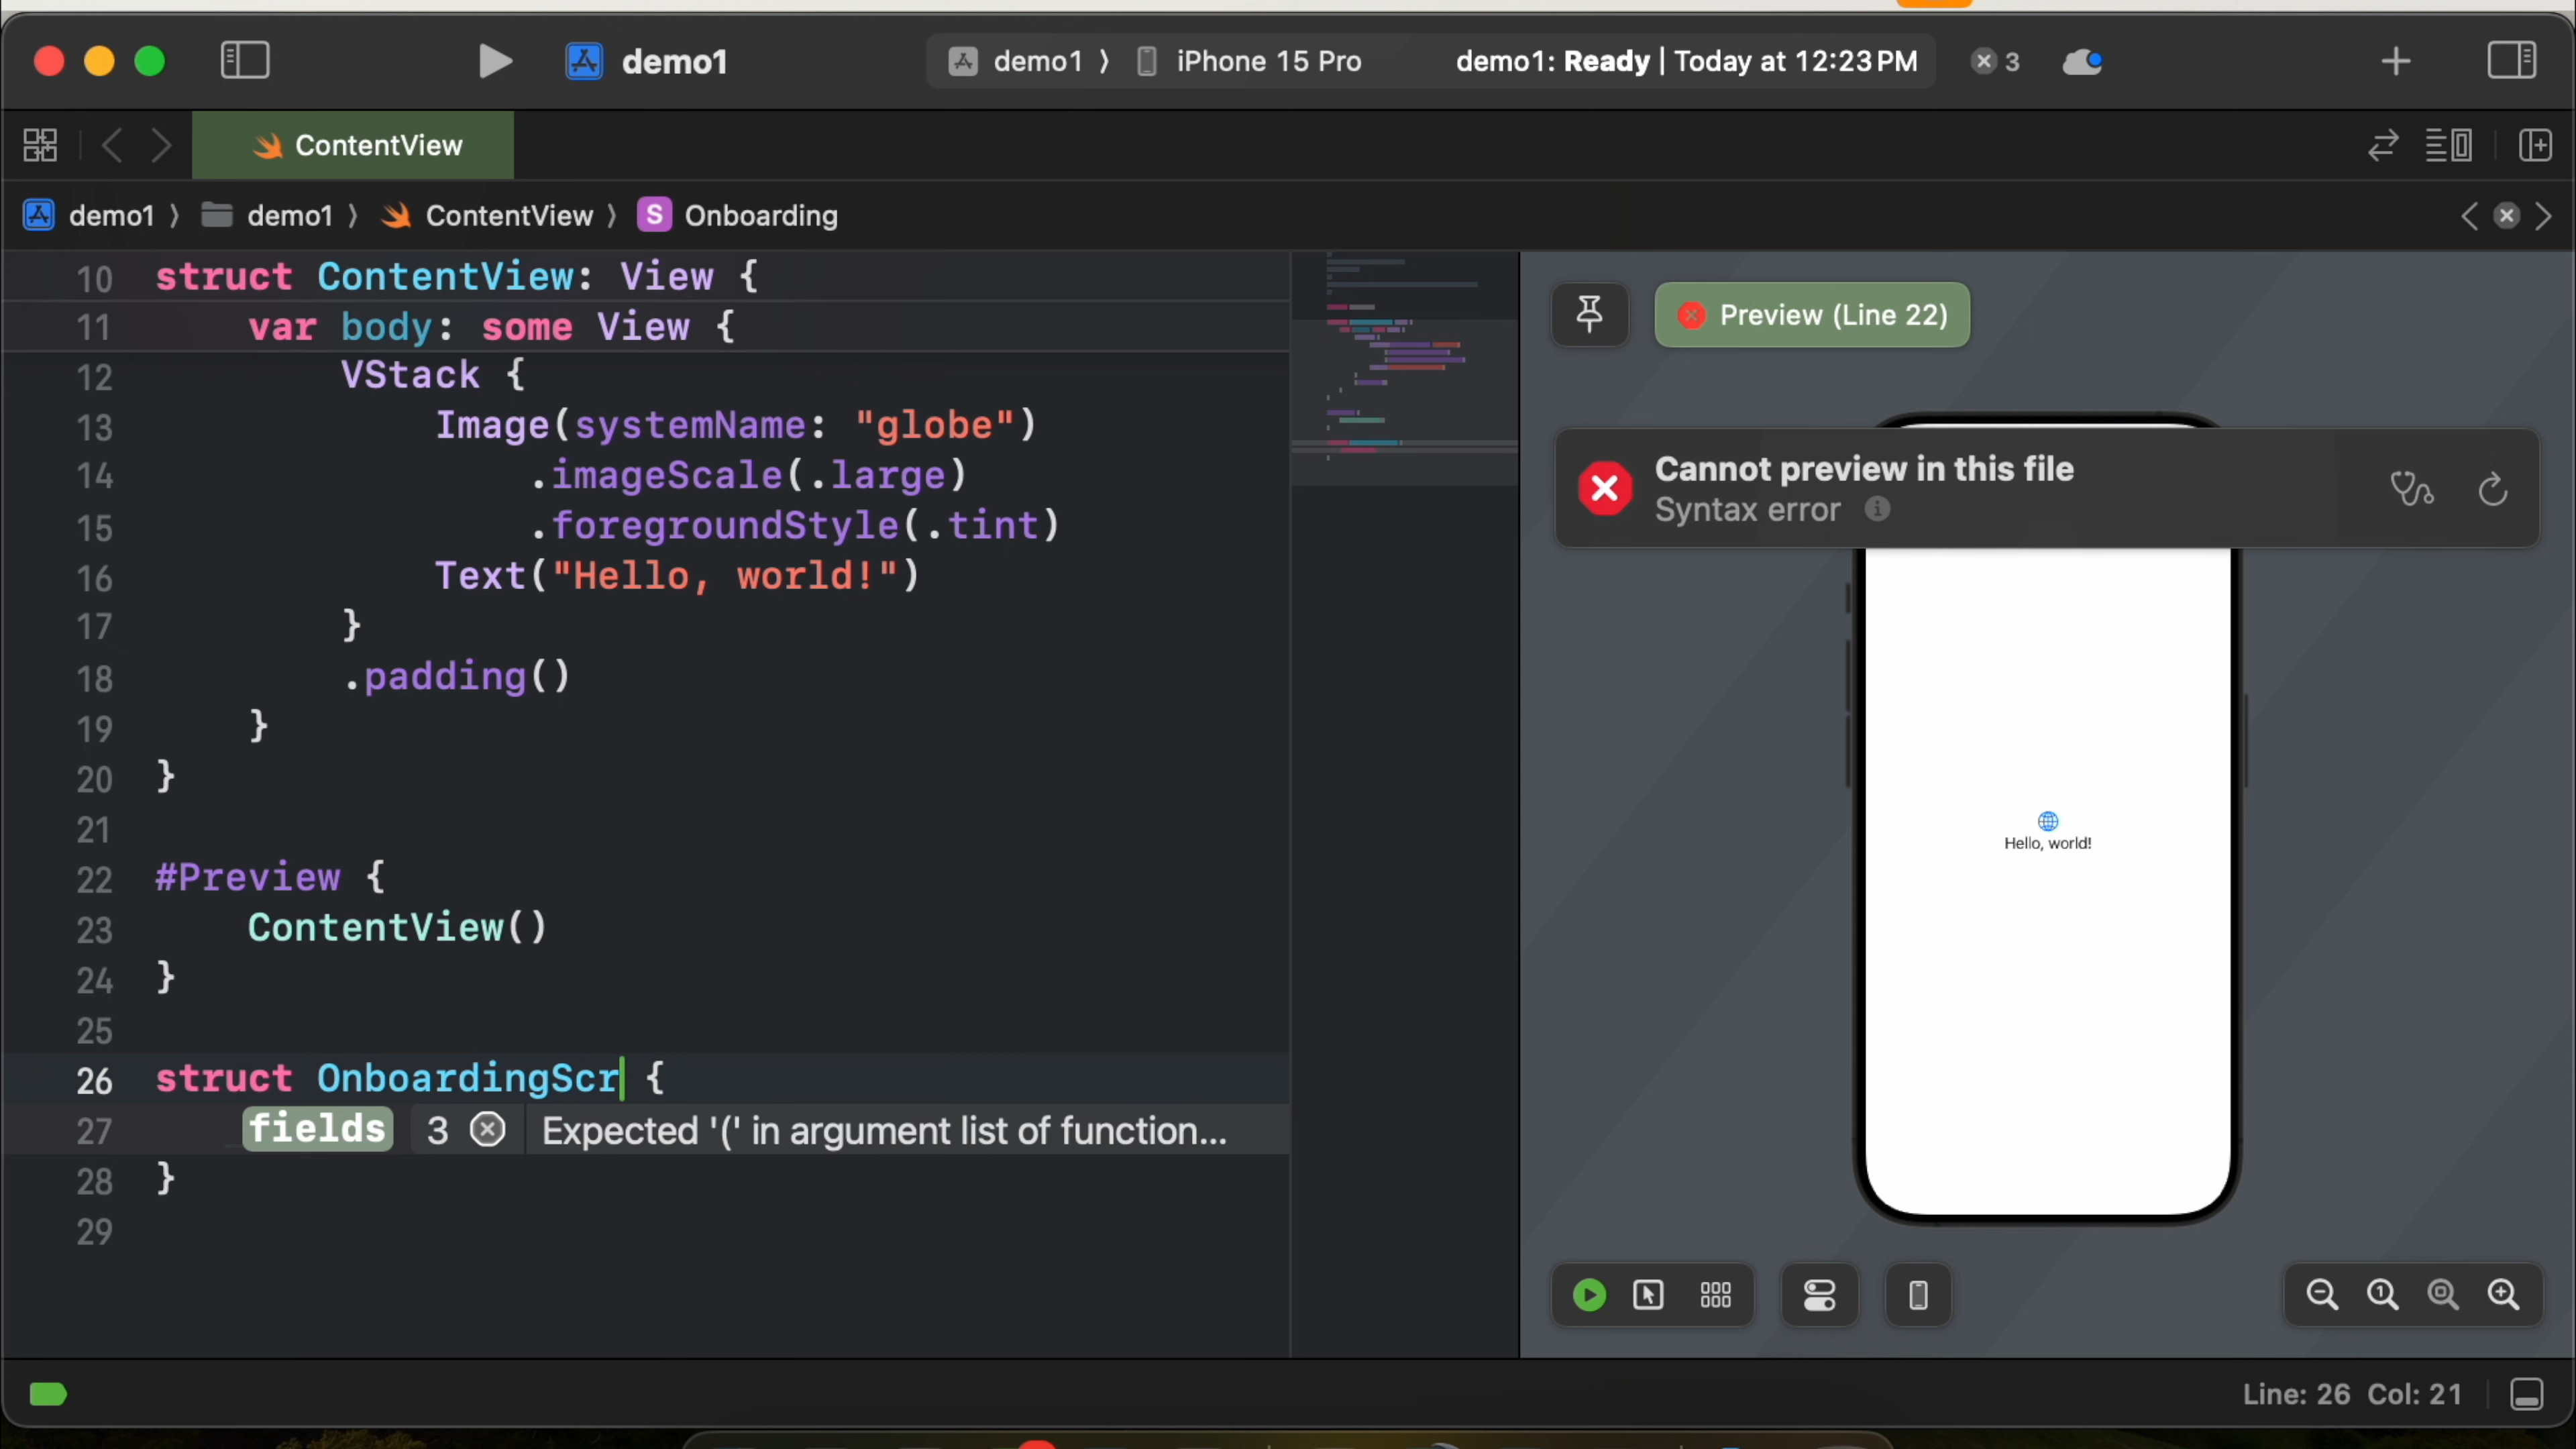 demo1
demo1 ⟩ iPhone 15 Pro
demo1: Ready | Today at 12:23 PM
3
ContentView
demo1 ⟩ demo1 ⟩ ContentView ⟩ S Onboarding
10 struct ContentView: View {
11 var body: some View {
12 VStack {
13 Image(systemName: "globe")
14 .imageScale(.large)
15 .foregroundStyle(.tint)
16 Text("Hello, world!")
17 }
18 .padding()
19 }
20 }
21
22 #Preview {
23 ContentView()
24 }
25
26 struct OnboardingScr {
27 fields 3 Expected '(' in argument list of function...
28 }
29
Preview (Line 22)
Cannot preview in this file
Syntax error
Hello, world!
Line: 26 Col: 21